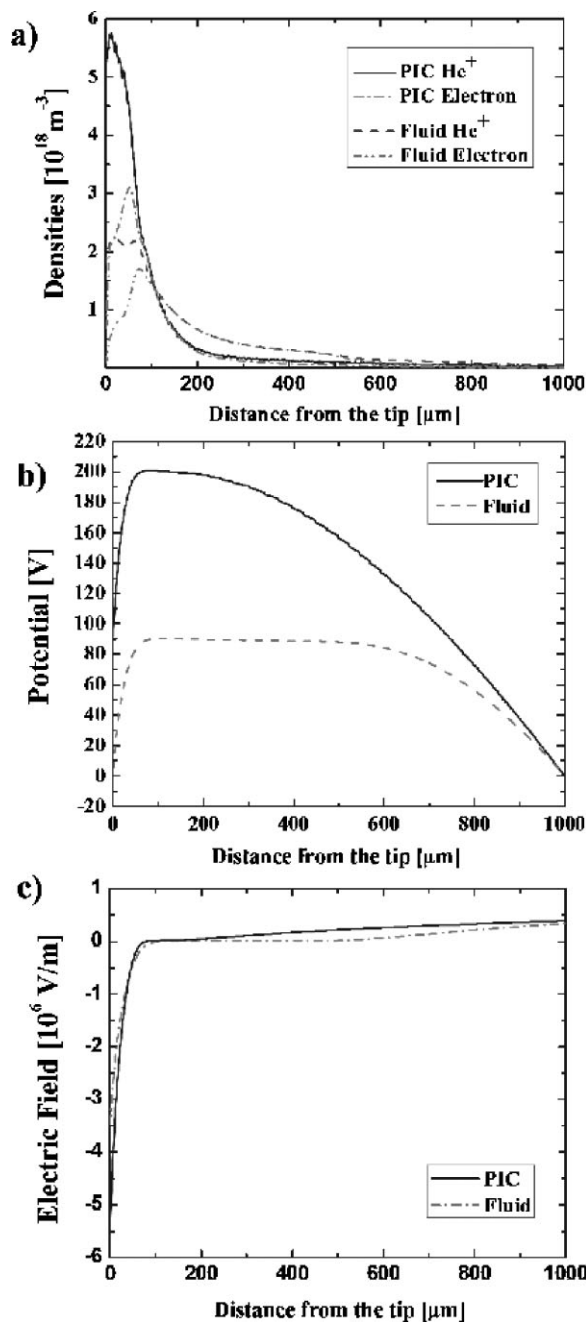 a)
6
5
4
3
2
1
Densities [10^18 m^-3]
PIC He+
PIC Electron
Fluid He+
Fluid Electron
0 200 400 600 800 1000
Distance from the tip [μm]
b)
220
200
180
160
140
120
100
80
60
40
20
0
-20
Potential [V]
PIC
Fluid
0 200 400 600 800 1000
Distance from the tip [μm]
c)
1
0
-1
-2
-3
-4
-5
-6
Electric Field [10^6 V/m]
PIC
Fluid
0 200 400 600 800 1000
Distance from the tip [μm]